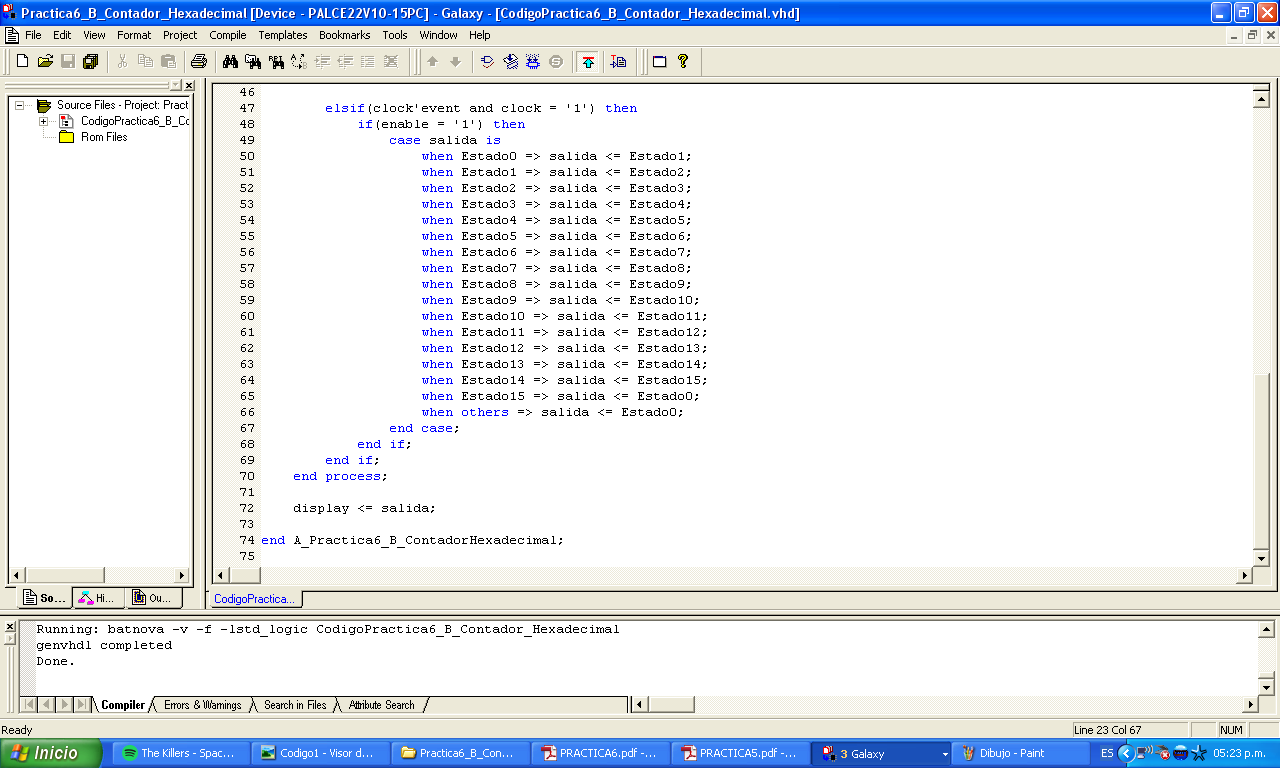 Practica6_B_Contador_Hexadecimal [Device - PALCE22V10-15PC] - Galaxy - [CodigoPractica6_B_Contador_Hexadecimal.vhd]
File Edit View Format Project Compile Templates Bookmarks Tools Window Help
Source Files - Project: Pract
CodigoPractica6_B_Cc
Rom Files
46
47 elsif(clock'event and clock = '1') then
48 if(enable = '1') then
49 case salida is
50 when Estado0 => salida <= Estado1;
51 when Estado1 => salida <= Estado2;
52 when Estado2 => salida <= Estado3;
53 when Estado3 => salida <= Estado4;
54 when Estado4 => salida <= Estado5;
55 when Estado5 => salida <= Estado6;
56 when Estado6 => salida <= Estado7;
57 when Estado7 => salida <= Estado8;
58 when Estado8 => salida <= Estado9;
59 when Estado9 => salida <= Estado10;
60 when Estado10 => salida <= Estado11;
61 when Estado11 => salida <= Estado12;
62 when Estado12 => salida <= Estado13;
63 when Estado13 => salida <= Estado14;
64 when Estado14 => salida <= Estado15;
65 when Estado15 => salida <= Estado0;
66 when others => salida <= Estado0;
67 end case;
68 end if;
69 end if;
70 end process;
71
72 display <= salida;
73
74 end A_Practica6_B_ContadorHexadecimal;
75
So... Hi... Ou...
CodigoPractica...
Running: batnova -v -f -lstd_logic CodigoPractica6_B_Contador_Hexadecimal
genvhdl completed
Done.
Compiler Errors & Warnings Search in Files Attribute Search
Ready
Line 23 Col 67
NUM
Inicio
The Killers - Spac...
Codigo1 - Visor d...
Practica6_B_Con...
PRACTICA6.pdf -...
PRACTICA5.pdf -...
3 Galaxy
Dibujo - Paint
ES
05:23 p.m.